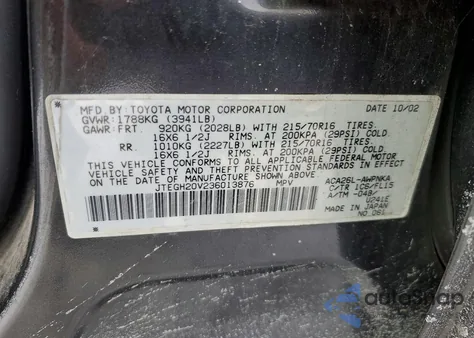 MFD.BY:TOYOTA MOTOR CORPORATION DATE 10/02
GVWR:1788KG (3941LB)
GAWR:FRT. 920KG (2028LB) WITH 215/70R16 TIRES.
16X6 1/2J RIMS. AT 200KPA (29PSI) COLD.
RR. 1010KG (2227LB) WITH 215/70R16 TIRES.
16X6 1/2J RIMS. AT 200KPA (29PSI) COLD.
THIS VEHICLE CONFORMS TO ALL APPLICABLE FEDERAL MOTOR
VEHICLE SAFETY AND THEFT PREVENTION STANDARDS IN EFFECT
ON THE DATE OF MANUFACTURE SHOWN ABOVE.
JTEGH20V236013876 MPV
ACA26L-AWPNKA
C/TR 1C6/FL15
A/TM -048/
U241E
MADE IN JAPAN
autoSnap